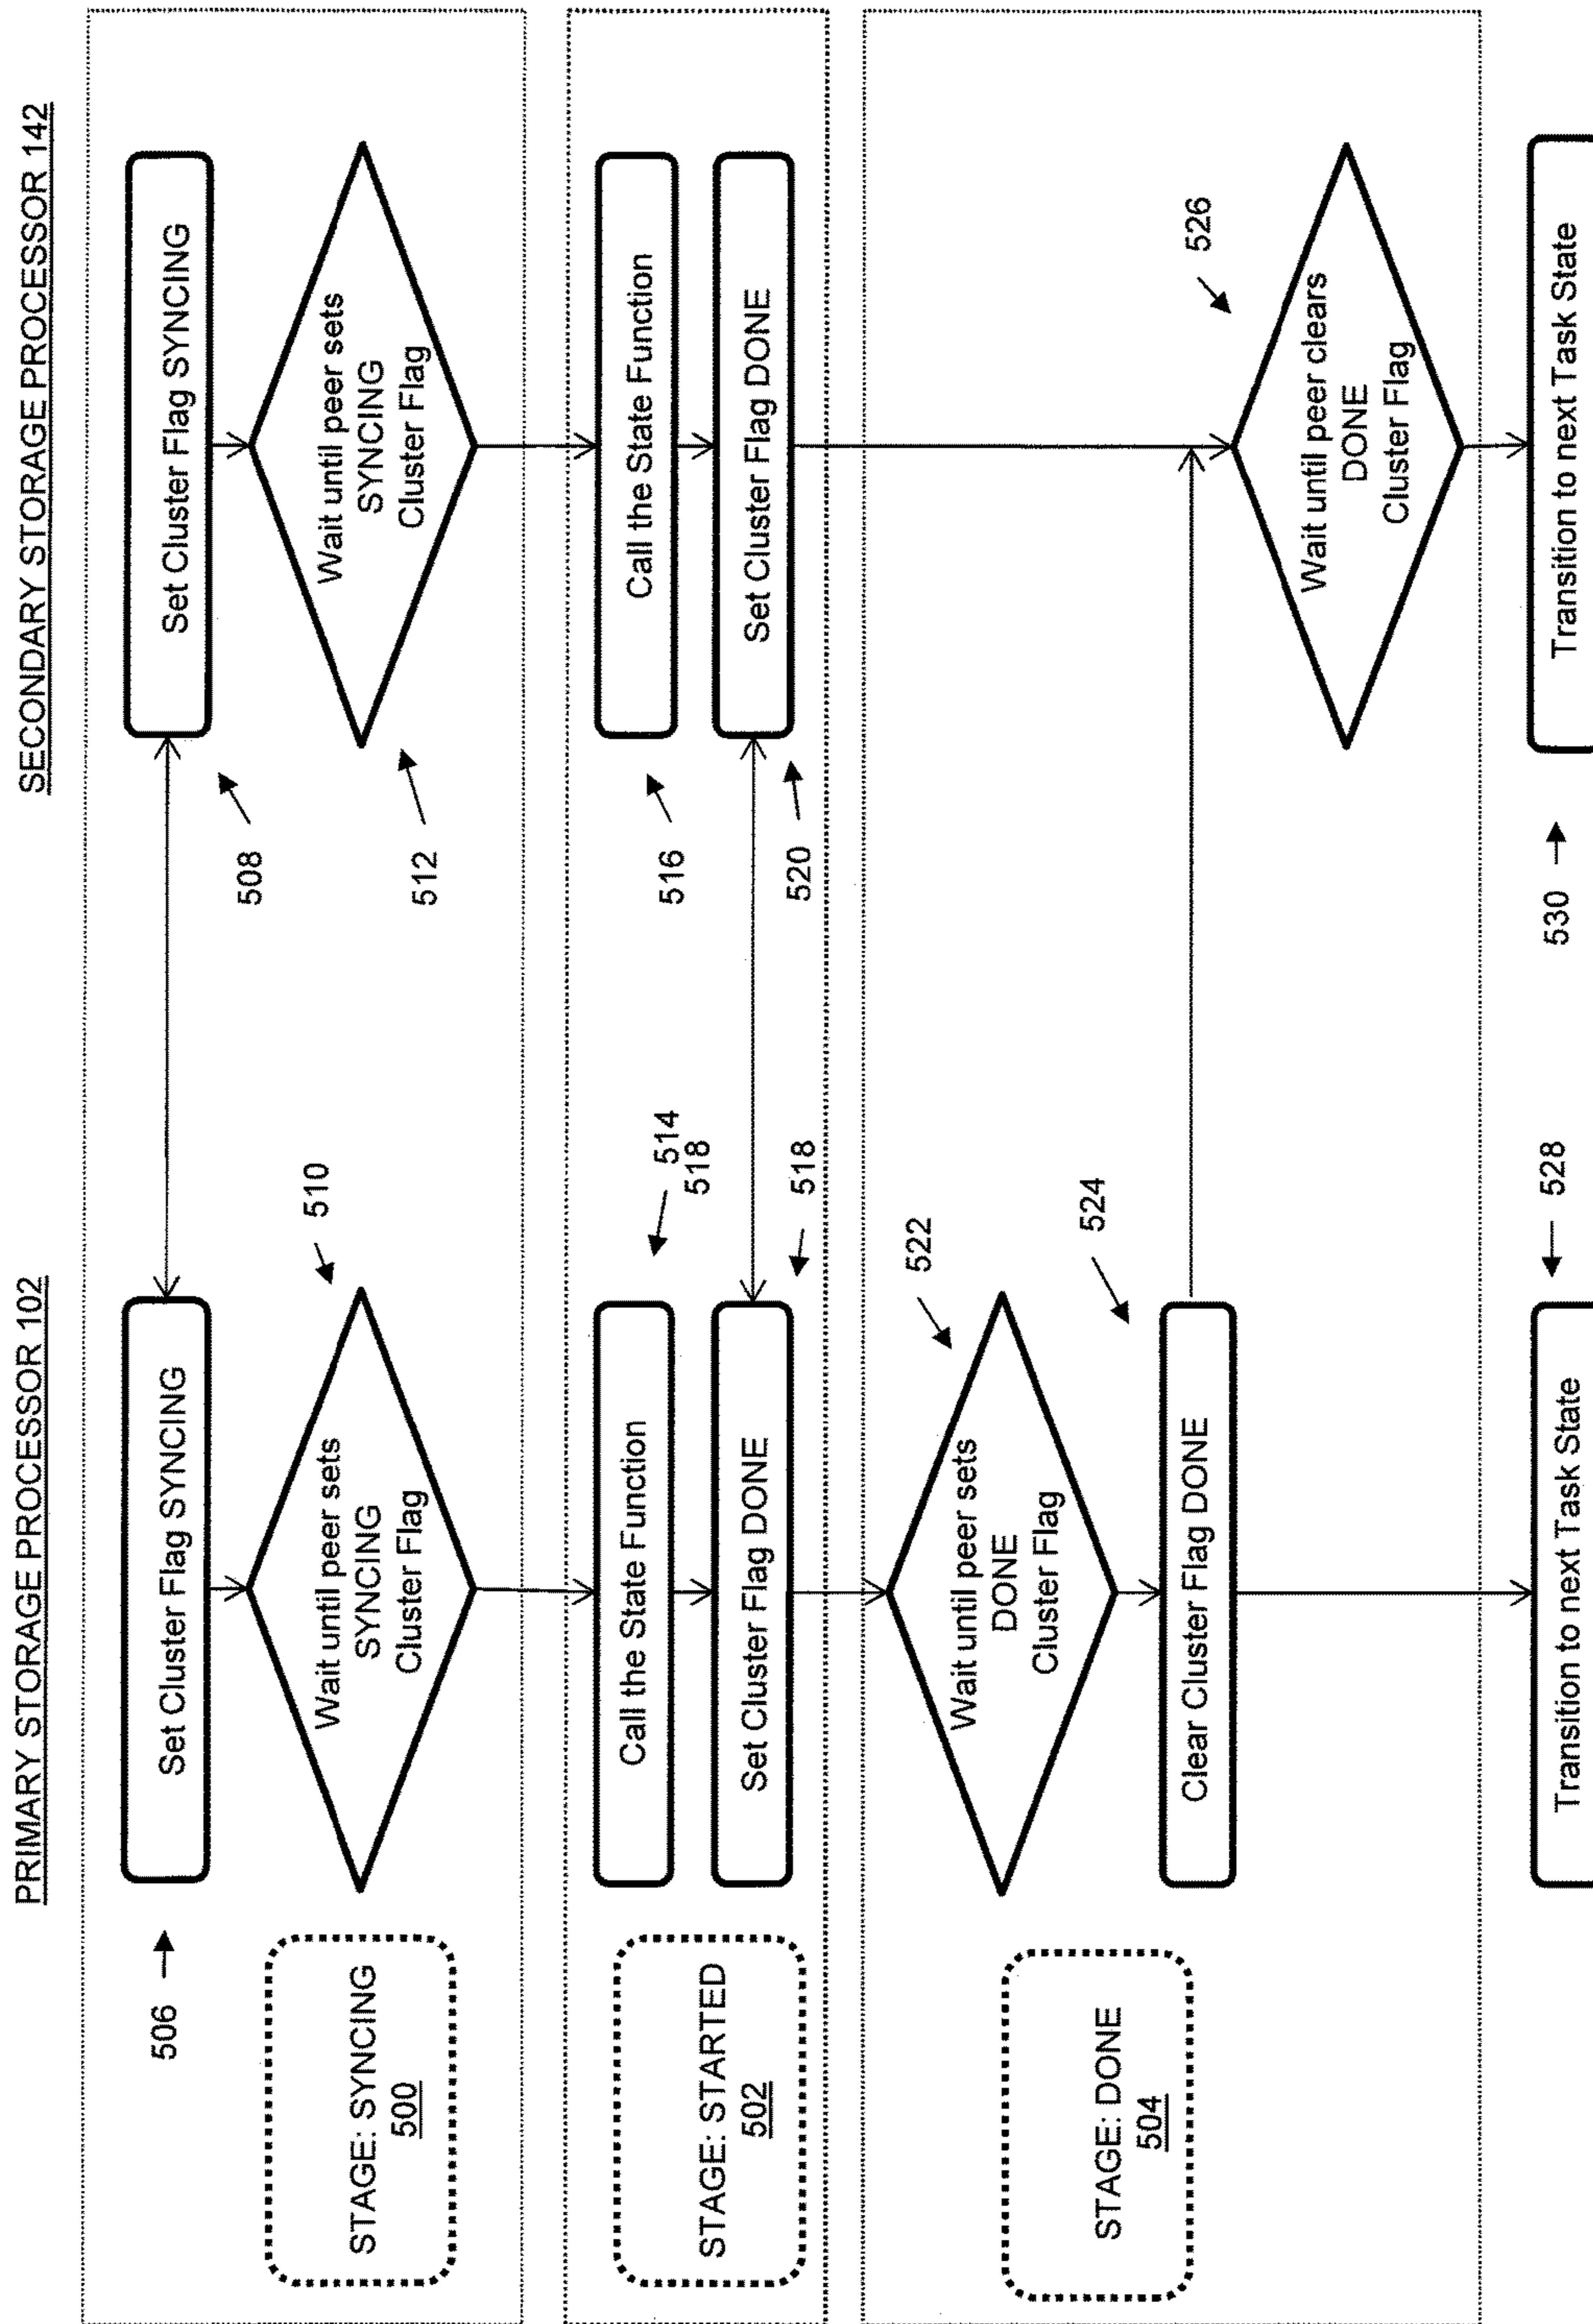 PRIMARY STORAGE PROCESSOR 102
SECONDARY STORAGE PROCESSOR 142
506
Set Cluster Flag SYNCING
Set Cluster Flag SYNCING
508
STAGE: SYNCING
500
Wait until peer sets
SYNCING
Cluster Flag
510
512
Wait until peer sets
SYNCING
Cluster Flag
STAGE: STARTED
502
Call the State Function
514
518
516
Call the State Function
Set Cluster Flag DONE
518
520
Set Cluster Flag DONE
STAGE: DONE
504
Wait until peer sets
DONE
Cluster Flag
522
Clear Cluster Flag DONE
524
526
Wait until peer clears
DONE
Cluster Flag
Transition to next Task State
528
530
Transition to next Task State